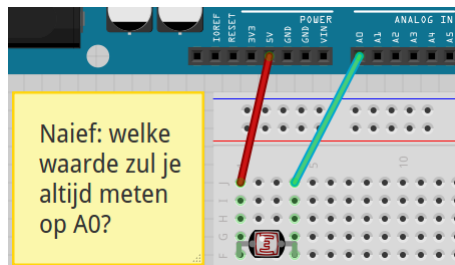 POWER
ANALOG IN
IOREF
RESET
3V3
5V
GND
GND
VIN
A0
A1
A2
A3
A4
A5
Naief: welke
waarde zul je
altijd meten
op A0?
5
10
J
I
H
G
F